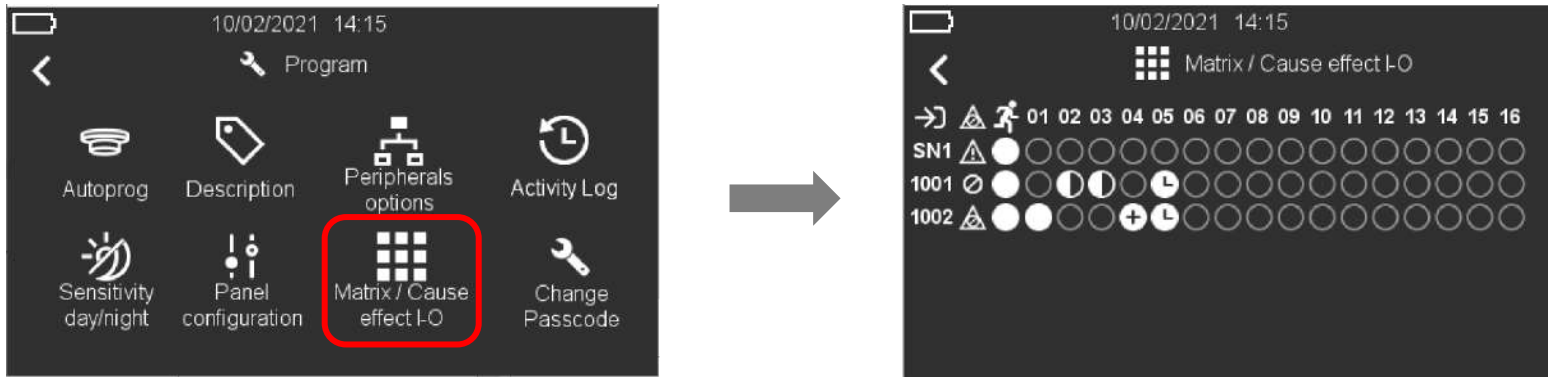 10/02/2021 14:15
Program
Autoprog
Description
Peripherals
options
Activity Log
Sensitivity
day/night
Panel
configuration
Matrix / Cause
effect I-O
Change
Passcode
10/02/2021 14:15
Matrix / Cause effect I-O
01 02 03 04 05 06 07 08 09 10 11 12 13 14 15 16
SN1
1001
1002